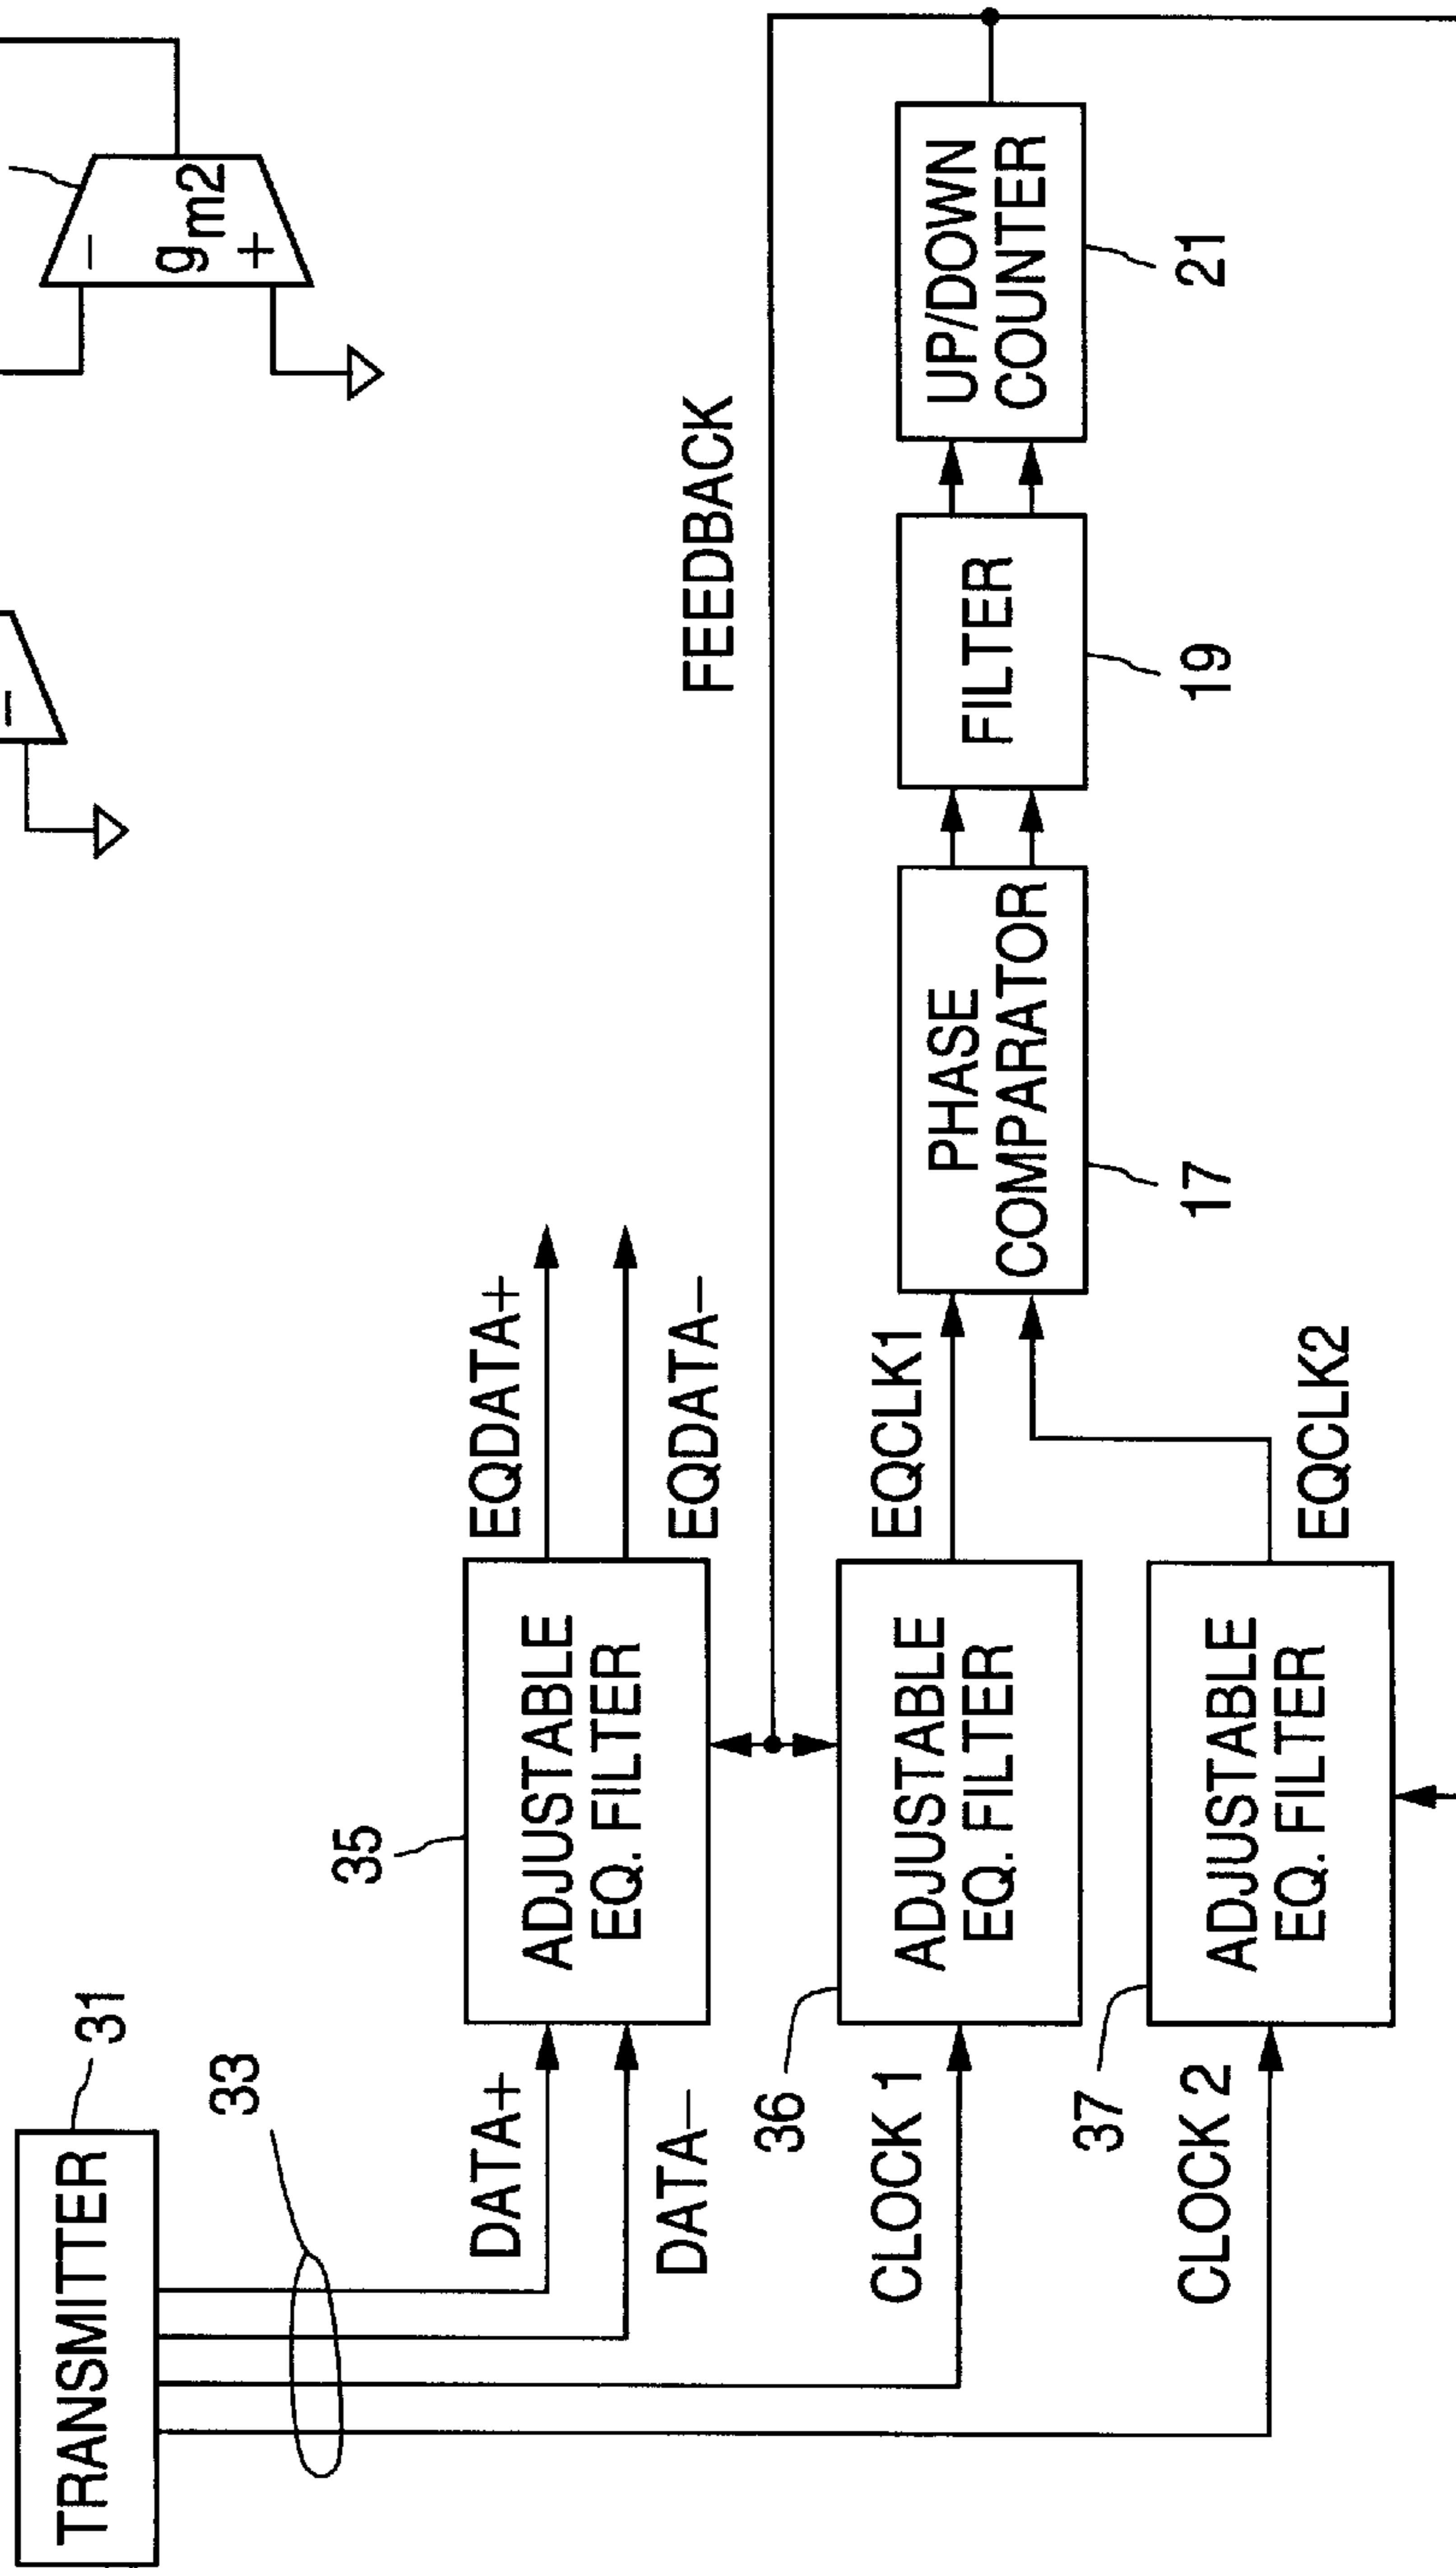 TRANSMITTER
31
33
DATA+
DATA−
35
ADJUSTABLE
EQ. FILTER
EQDATA+
EQDATA−
FEEDBACK
CLOCK 1
36
ADJUSTABLE
EQ. FILTER
EQCLK1
PHASE
COMPARATOR
17
FILTER
19
UP/DOWN
COUNTER
21
CLOCK 2
37
ADJUSTABLE
EQ. FILTER
EQCLK2
−
gm2
+
−